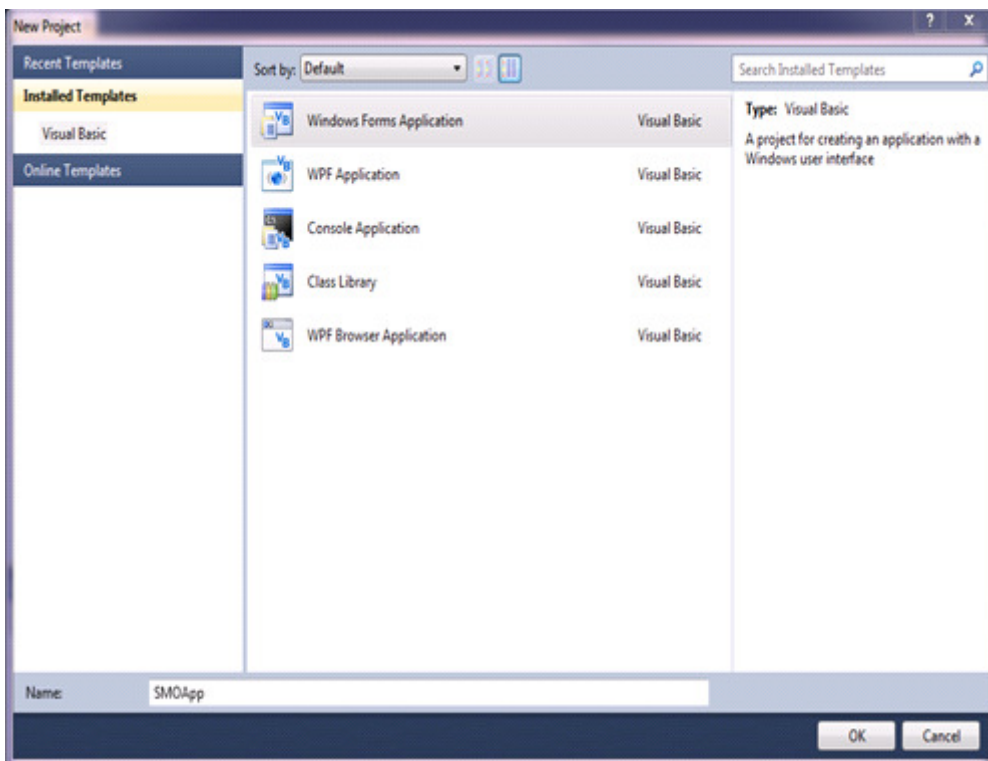 New Project
? X
Recent Templates
Installed Templates
Visual Basic
Online Templates
Sort by: Default
Search Installed Templates
Windows Forms Application Visual Basic
WPF Application Visual Basic
Console Application Visual Basic
Class Library Visual Basic
WPF Browser Application Visual Basic
Type: Visual Basic
A project for creating an application with a
Windows user interface
Name: SMOApp
OK Cancel